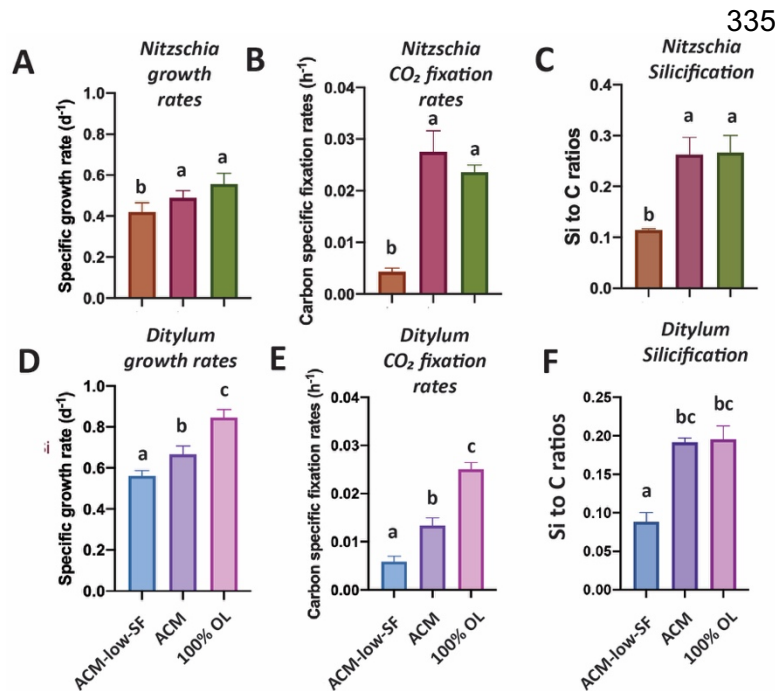 335
A
Nitzschia
growth
rates
Specific growth rate (d⁻¹)
1.0
0.8
0.6
0.4
0.2
0.0
b
a
a
B
Nitzschia
CO₂ fixation
rates
Carbon specific fixation rates (h⁻¹)
0.04
0.03
0.02
0.01
0.00
b
a
a
C
Nitzschia
Silicification
Si to C ratios
0.4
0.3
0.2
0.1
0.0
b
a
a
D
Ditylum
growth rates
Specific growth rate (d⁻¹)
1.0
0.8
0.6
0.4
0.2
0.0
a
b
c
ACM-low-SF
ACM
100% OL
E
Ditylum
CO₂ fixation
rates
Carbon specific fixation rates (h⁻¹)
0.04
0.03
0.02
0.01
0.00
a
b
c
ACM-low-SF
ACM
100% OL
F
Ditylum
Silicification
Si to C ratios
0.25
0.20
0.15
0.10
0.05
0.00
a
bc
bc
ACM-low-SF
ACM
100% OL